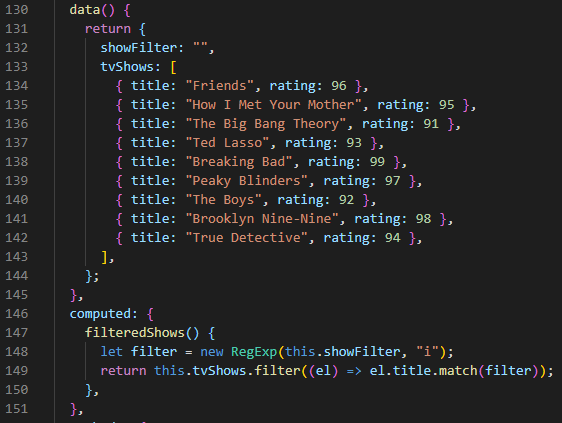 130 data() {
131 return {
132 showFilter: "",
133 tvShows: [
134 { title: "Friends", rating: 96 },
135 { title: "How I Met Your Mother", rating: 95 },
136 { title: "The Big Bang Theory", rating: 91 },
137 { title: "Ted Lasso", rating: 93 },
138 { title: "Breaking Bad", rating: 99 },
139 { title: "Peaky Blinders", rating: 97 },
140 { title: "The Boys", rating: 92 },
141 { title: "Brooklyn Nine-Nine", rating: 98 },
142 { title: "True Detective", rating: 94 },
143 ],
144 };
145 },
146 computed: {
147 filteredShows() {
148 let filter = new RegExp(this.showFilter, "i");
149 return this.tvShows.filter((el) => el.title.match(filter));
150 },
151 },